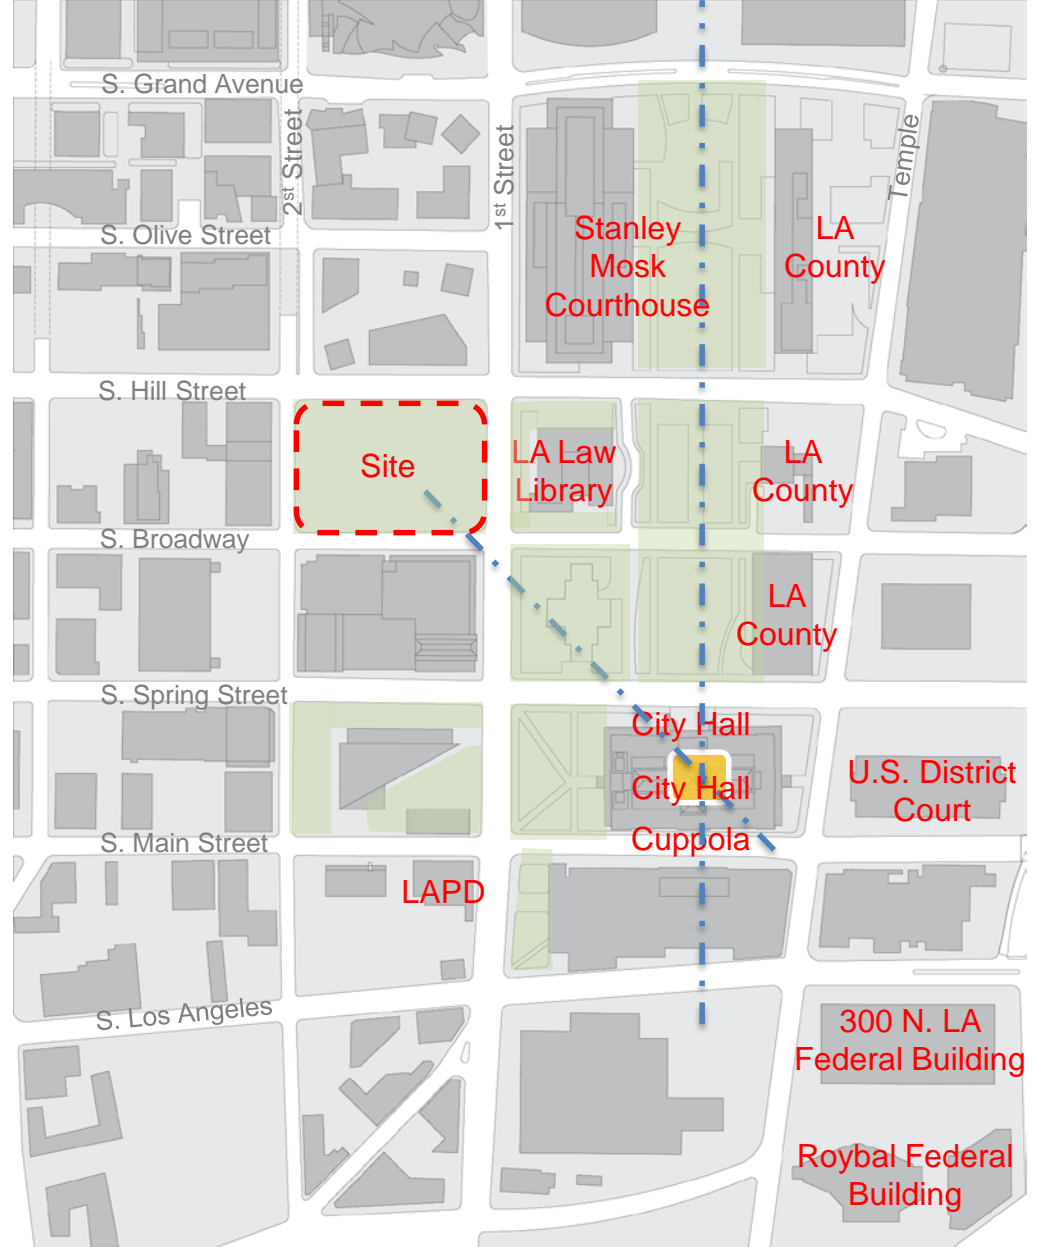 S. Grand Avenue
2st Street
1st Street
Temple
S. Olive Street
Stanley
Mosk
Courthouse
LA
County
S. Hill Street
Site
LA Law
Library
LA
County
S. Broadway
LA
County
S. Spring Street
City Hall
City Hall
Cuppola
U.S. District
Court
S. Main Street
LAPD
S. Los Angeles
300 N. LA
Federal Building
Roybal Federal
Building